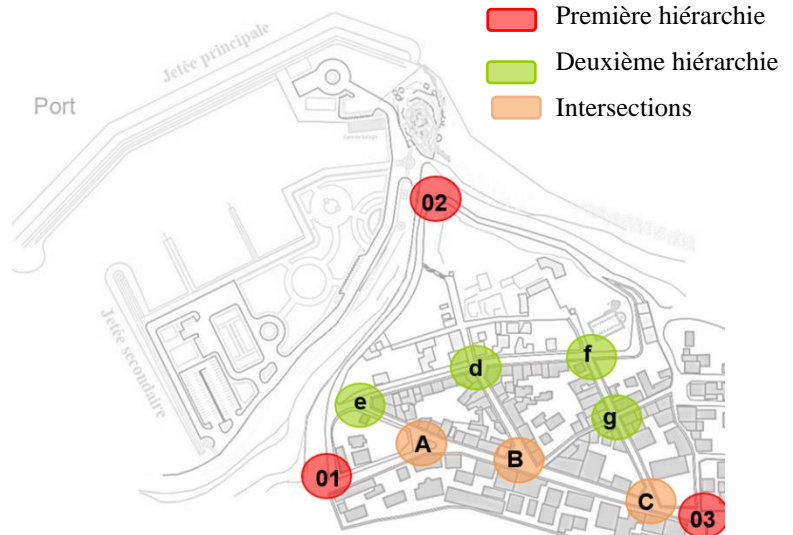 Première hiérarchie
Deuxième hiérarchie
Intersections
Jetée principale
Port
02
Jetée secondaire
d
f
e
g
A
B
01
C
03